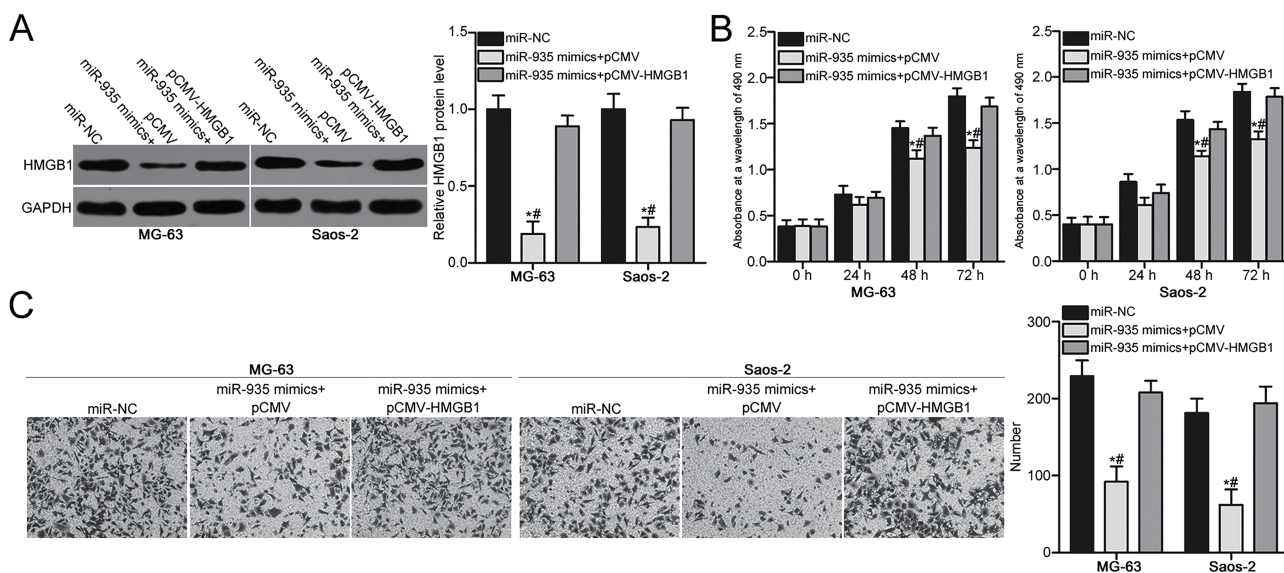 A
miR-NC
miR-935 mimics+
pCMV
miR-935 mimics+
pCMV-HMGB1
miR-NC
miR-935 mimics+
pCMV
miR-935 mimics+
pCMV-HMGB1
HMGB1
GAPDH
MG-63
Saos-2
Relative HMGB1 protein level
1.5
1.0
0.5
0.0
miR-NC
miR-935 mimics+pCMV
miR-935 mimics+pCMV-HMGB1
*#
*#
MG-63
Saos-2
B
Absorbance at a wavelength of 490 nm
2.5
2.0
1.5
1.0
0.5
0.0
miR-NC
miR-935 mimics+pCMV
miR-935 mimics+pCMV-HMGB1
*#
*#
0 h
24 h
48 h
72 h
MG-63
Absorbance at a wavelength of 490 nm
2.5
2.0
1.5
1.0
0.5
0.0
miR-NC
miR-935 mimics+pCMV
miR-935 mimics+pCMV-HMGB1
*#
*#
0 h
24 h
48 h
72 h
Saos-2
C
MG-63
miR-NC
miR-935 mimics+
pCMV
miR-935 mimics+
pCMV-HMGB1
Saos-2
miR-NC
miR-935 mimics+
pCMV
miR-935 mimics+
pCMV-HMGB1
Number
300
200
100
0
miR-NC
miR-935 mimics+pCMV
miR-935 mimics+pCMV-HMGB1
*#
*#
MG-63
Saos-2